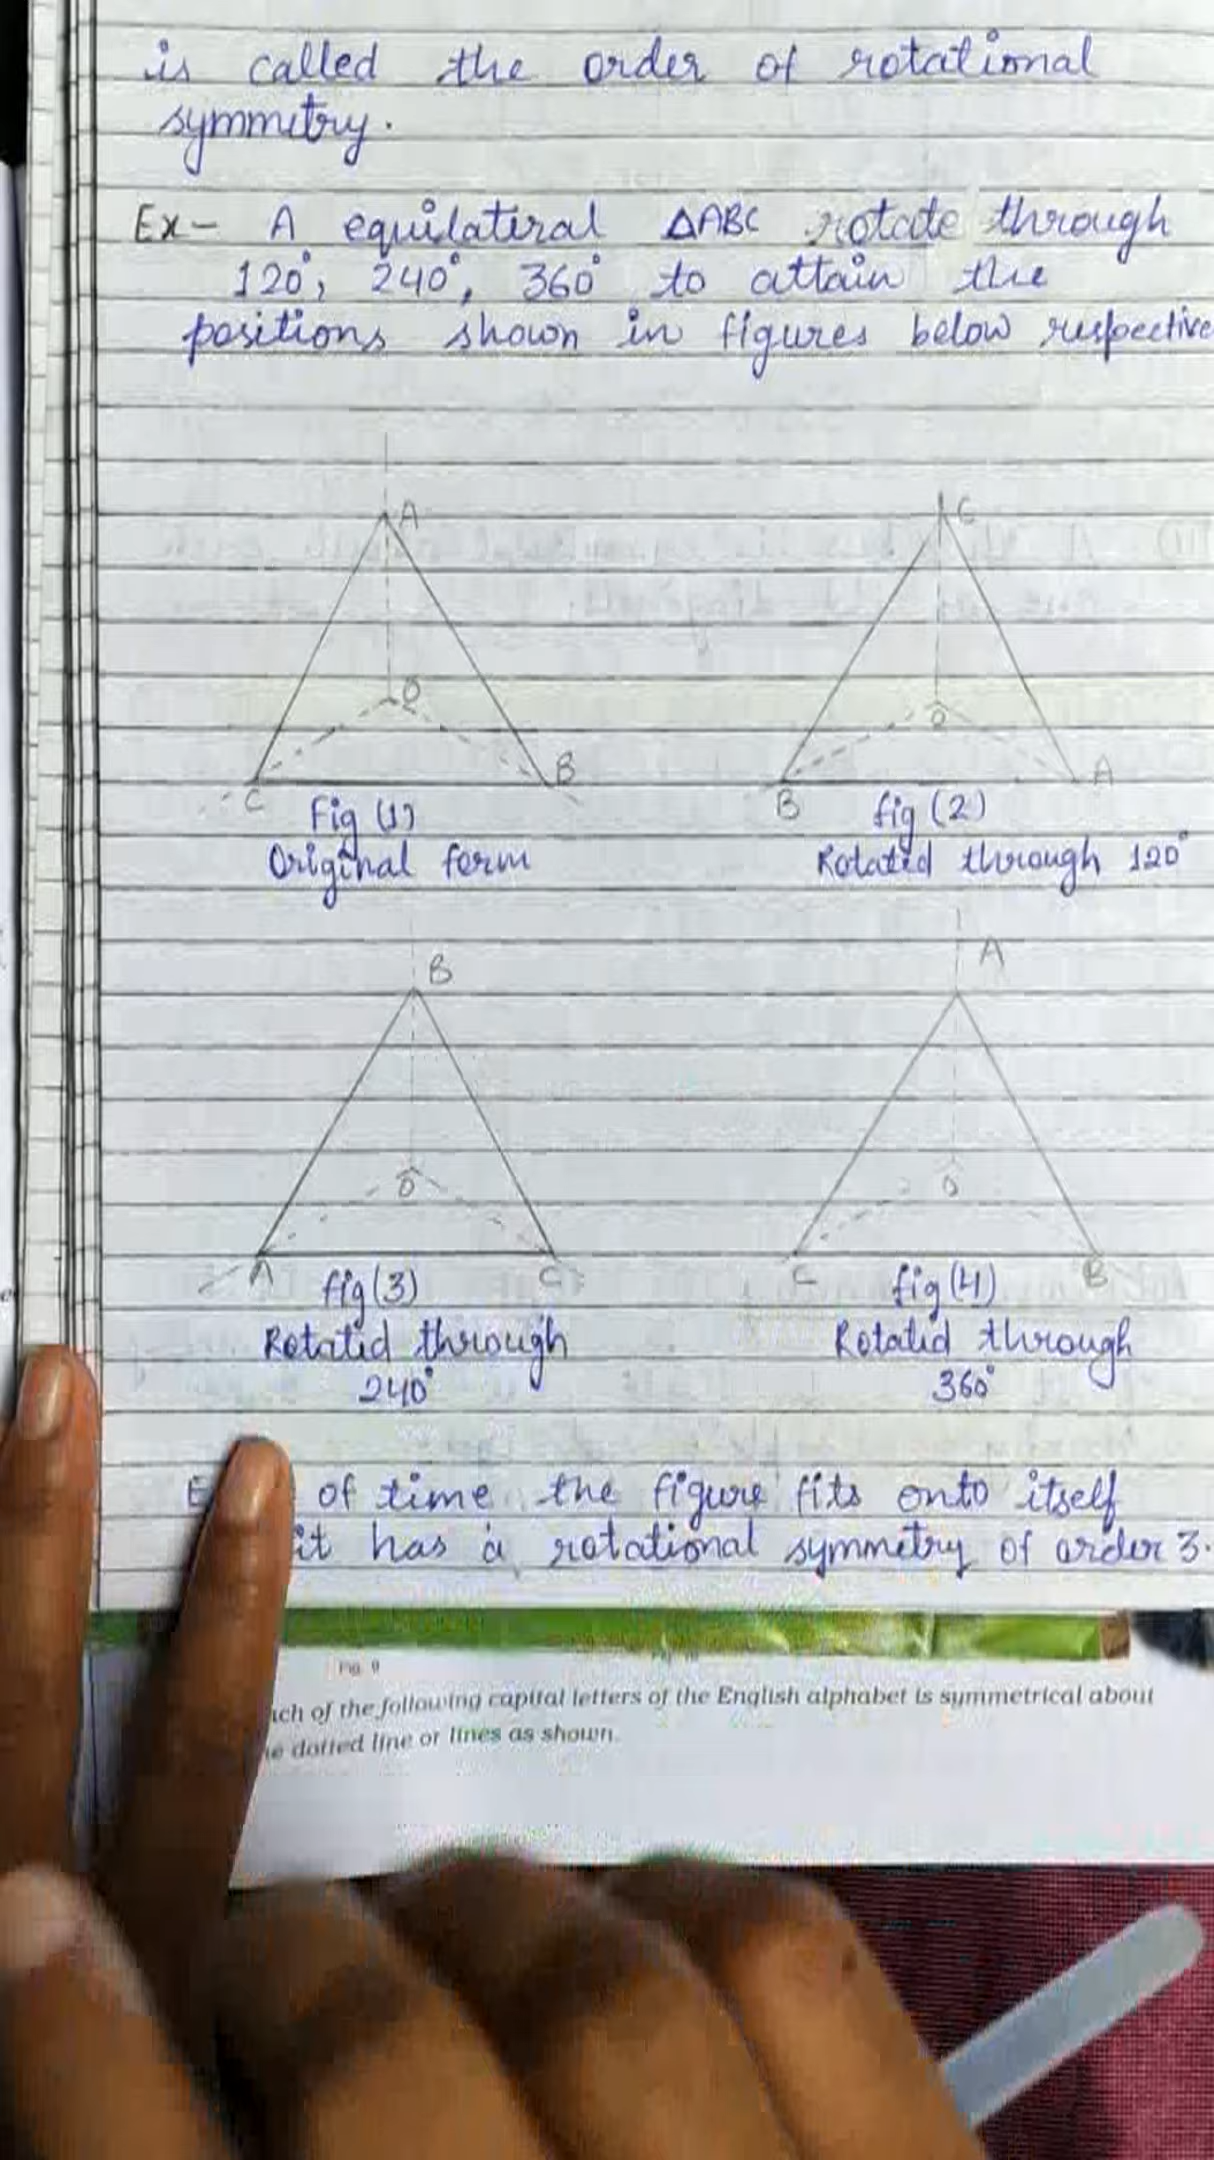 is called the order of rotational
symmetry.
Ex- A equilateral △ABC rotate through
120°, 240°, 360° to attain the
positions shown in figures below respective
A
C
O
O
B
A
C
B
Fig (1)
fig (2)
Original form
Rotated through 120°
B
A
O
O
A
C
C
B
fig (3)
fig (4)
Rotated through
Rotated through
240°
360°
of time the figure fits onto itself
it has a rotational symmetry of order 3.
Fig. 9
of the following capital letters of the English alphabet is symmetrical about
dotted line or lines as shown.